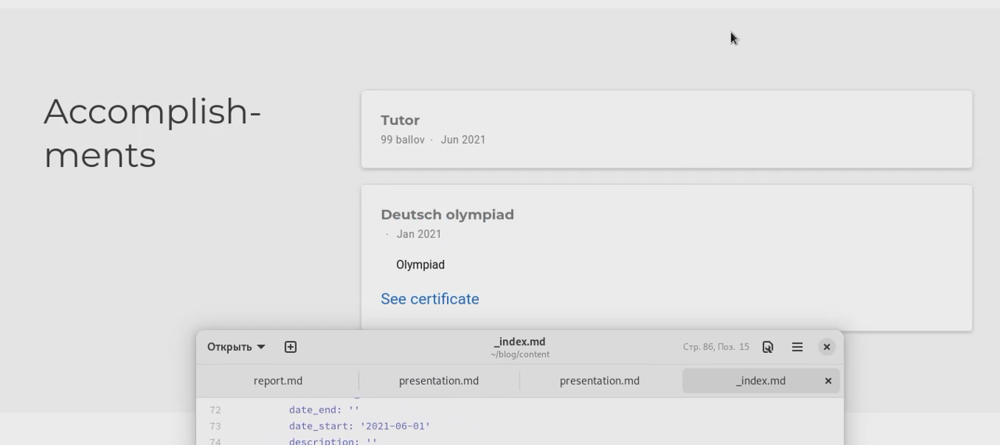 Accomplish-
ments
Tutor
99 ballov · Jun 2021
Deutsch olympiad
· Jan 2021
Olympiad
See certificate
Открыть
_index.md
~/blog/content
Стр. 86, Поз. 15
report.md
presentation.md
presentation.md
_index.md
72 date_end: ''
73 date_start: '2021-06-01'
74 description: ''